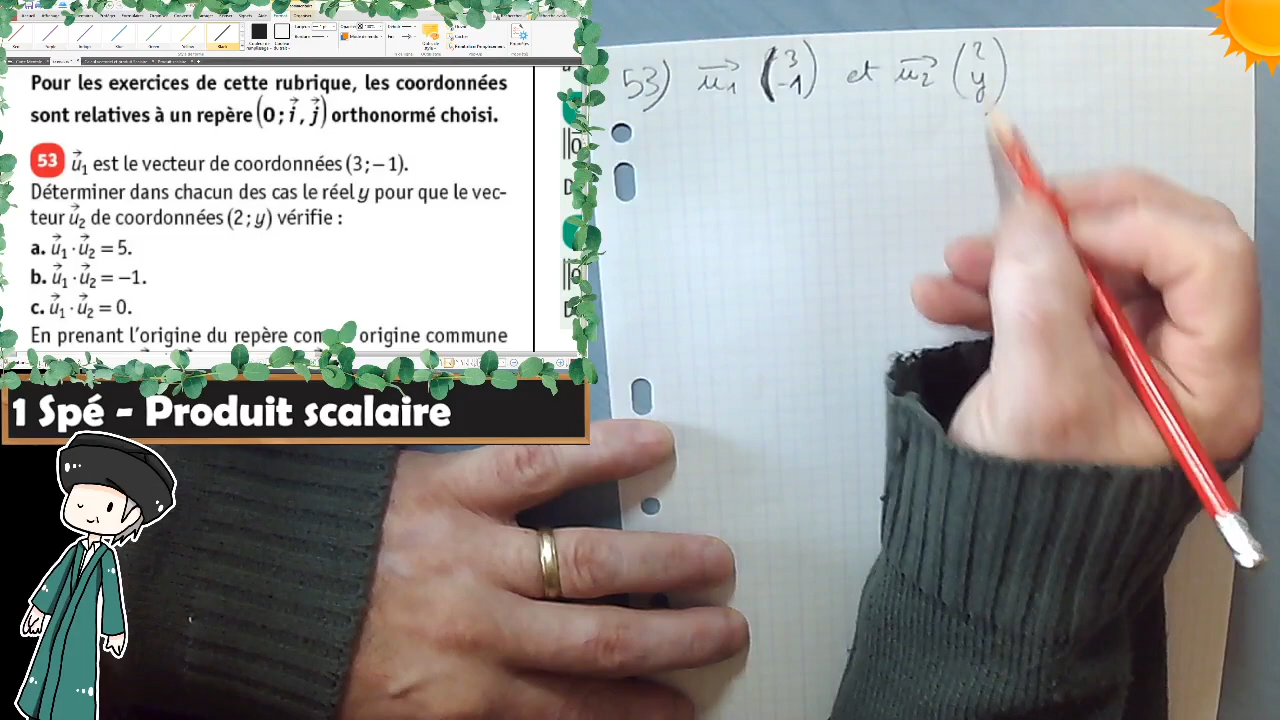 Pour les exercices de cette rubrique, les coordonnées
sont relatives à un repère (0 ; i⃗, j⃗) orthonormé choisi.
53 u⃗₁ est le vecteur de coordonnées (3 ; −1).
Déterminer dans chacun des cas le réel y pour que le vec-
teur u⃗₂ de coordonnées (2 ; y) vérifie :
a. u⃗₁ · u⃗₂ = 5.
b. u⃗₁ · u⃗₂ = −1.
c. u⃗₁ · u⃗₂ = 0.
En prenant l'origine du repère origine commune
1 Spé - Produit scalaire
53) u⃗₁ (3 −1) et u⃗₂ (2 y)